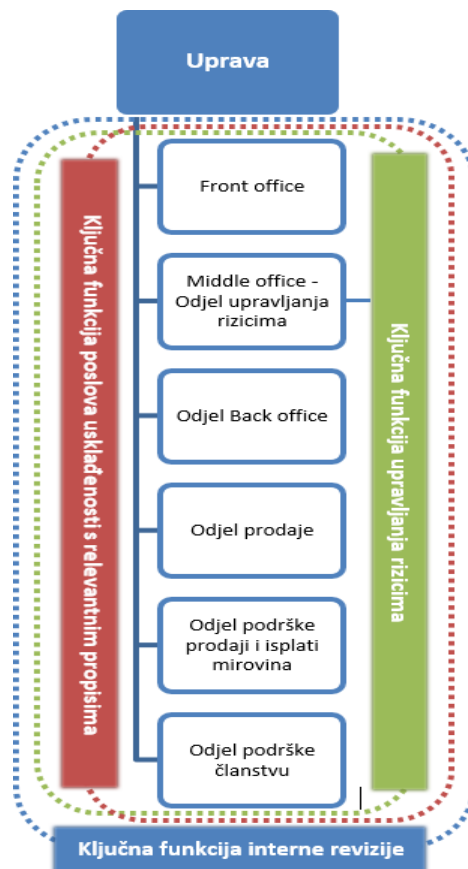 Uprava
Front office
Middle office -
Odjel upravljanja
rizicima
Odjel Back office
Odjel prodaje
Odjel podrške
prodaji i isplati
mirovina
Odjel podrške
članstvu
Ključna funkcija poslova usklađenosti s relevantnim propisima
Ključna funkcija upravljanja rizicima
Ključna funkcija interne revizije